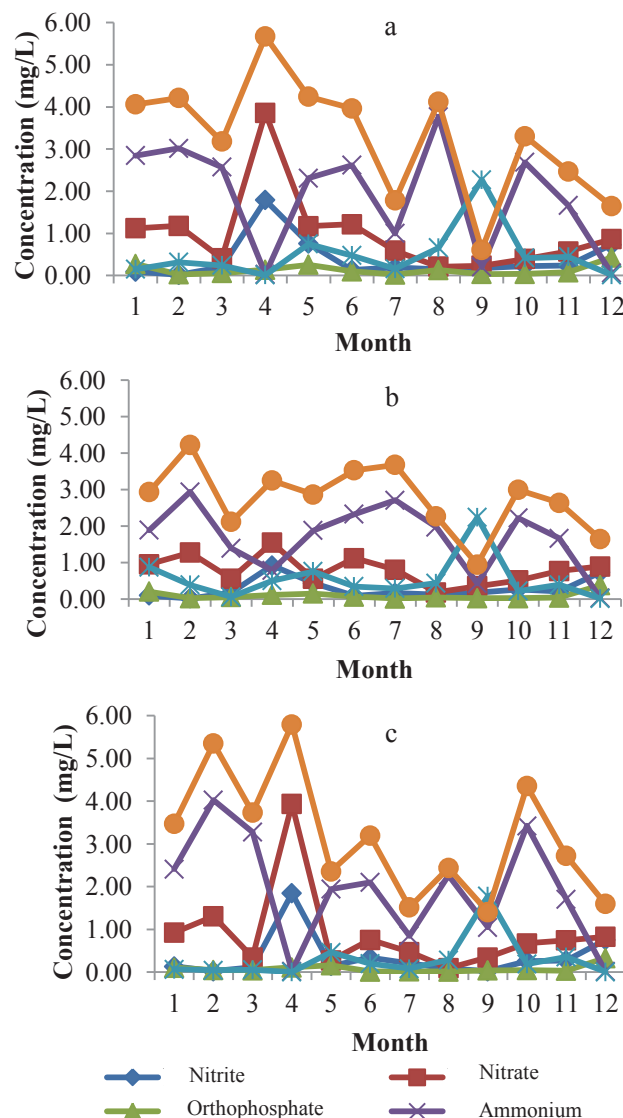 a
Concentration (mg/L)
6.00
5.00
4.00
3.00
2.00
1.00
0.00
1 2 3 4 5 6 7 8 9 10 11 12
Month
b
Concentration (mg/L)
6.00
5.00
4.00
3.00
2.00
1.00
0.00
1 2 3 4 5 6 7 8 9 10 11 12
Month
c
Concentration (mg/L)
6.00
5.00
4.00
3.00
2.00
1.00
0.00
1 2 3 4 5 6 7 8 9 10 11 12
Month
Nitrite Nitrate
Orthophosphate Ammonium